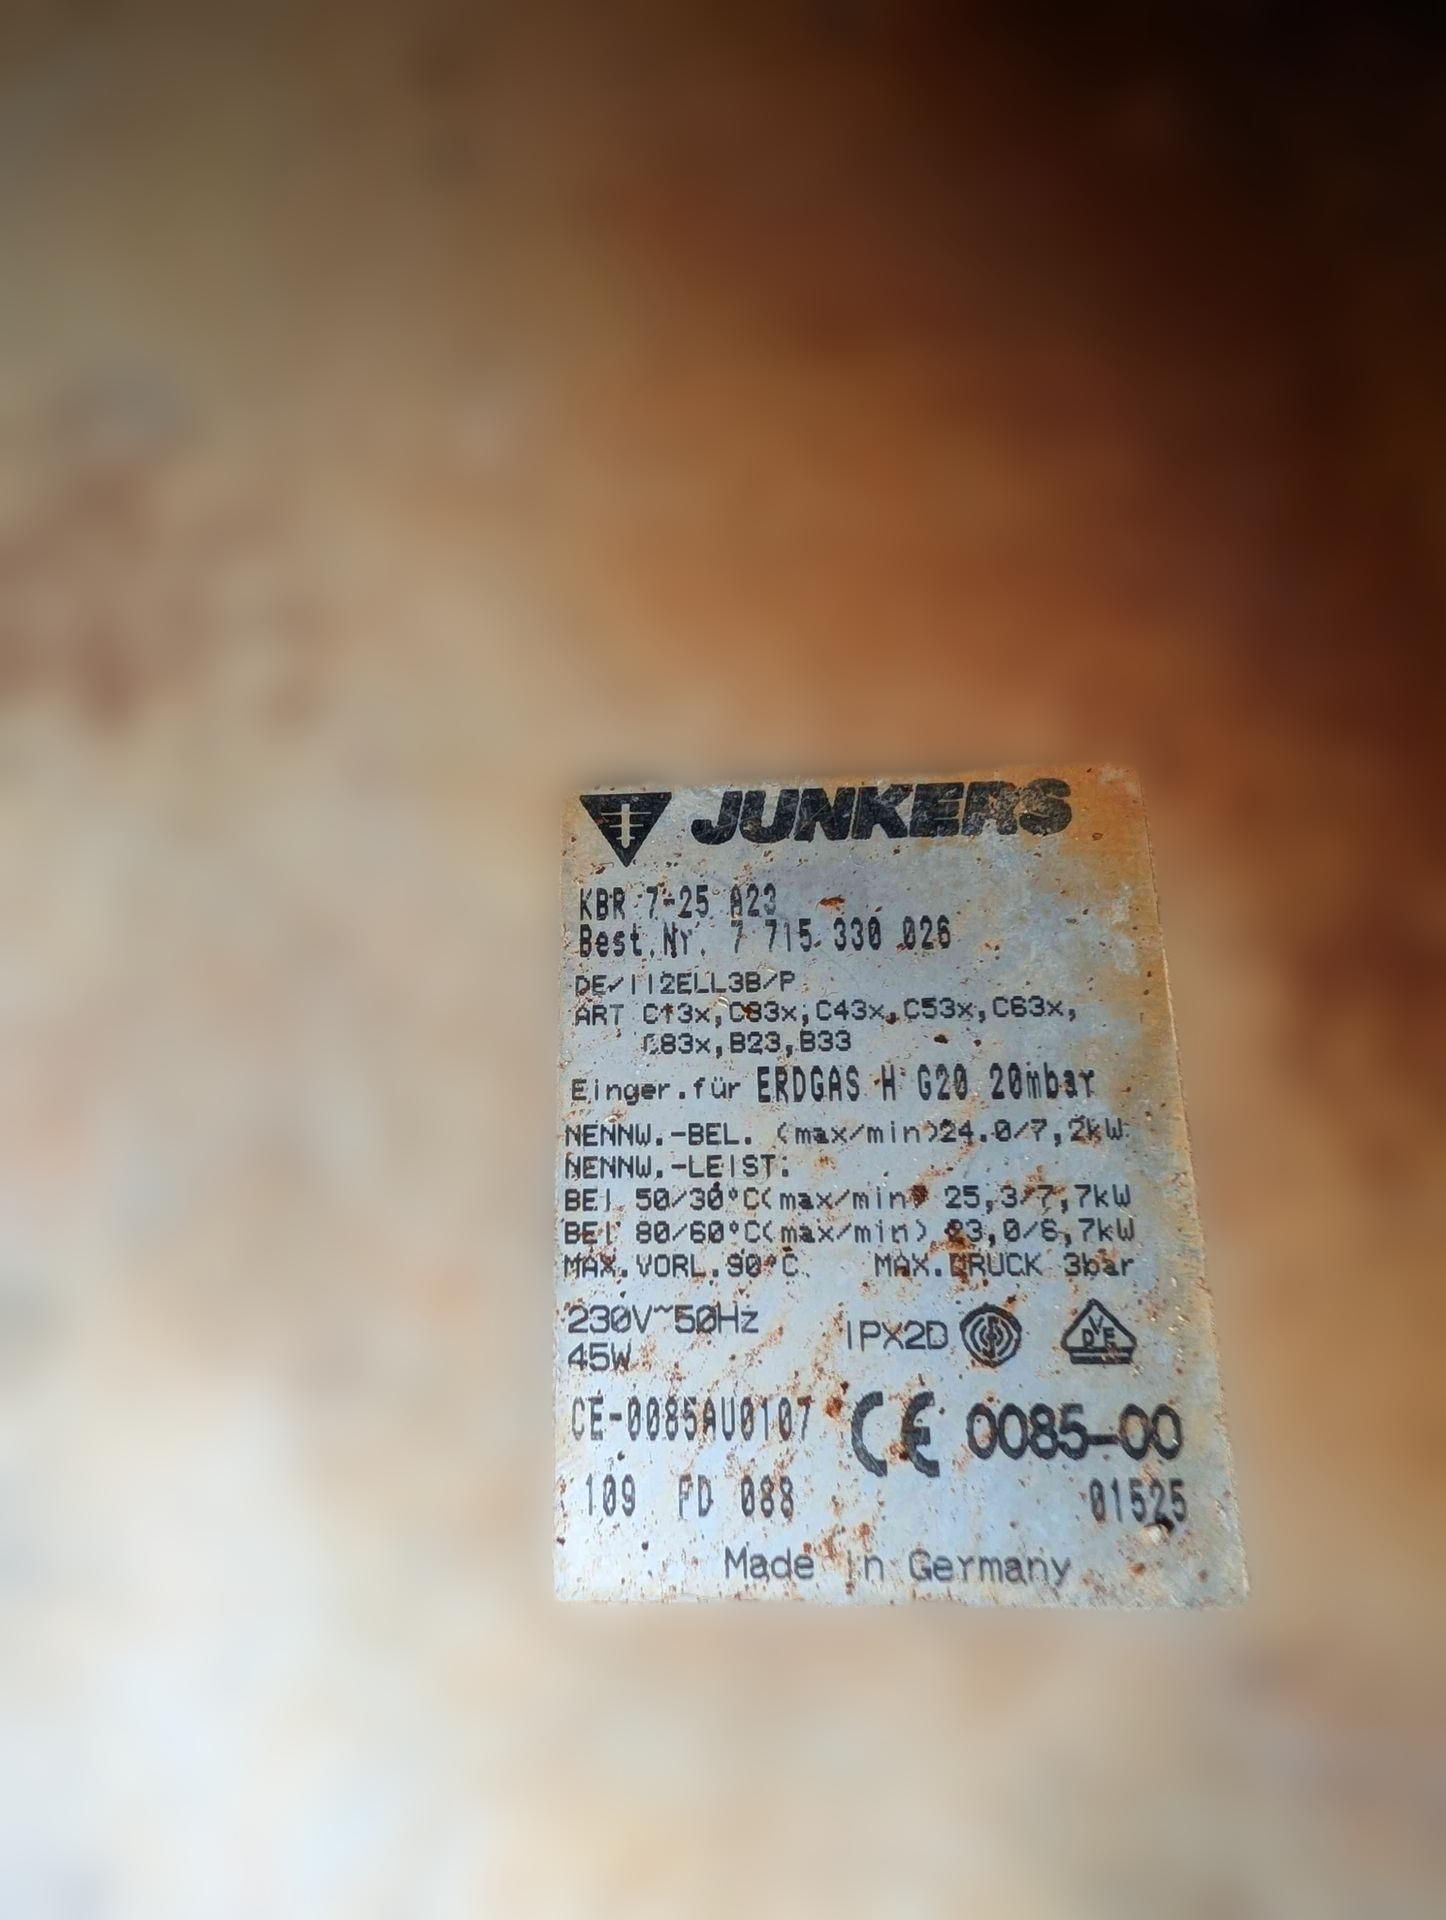 JUNKERS
KBR 7-25 A23
Best.Nr. 7 715 330 026
DE/II2ELL3B/P
ART C13x,C33x,C43x,C53x,C63x,
C83x,B23,B33
Einger.für ERDGAS H G20 20mbar
NENNW.-BEL. (max/min)24.0/7,2kW
NENNW.-LEIST.
BEI 50/30°C(max/min) 25,3/7,7kW
BEI 80/60°C(max/min) 23,0/6,7kW
MAX.VORL.90°C MAX.DRUCK 3bar
230V~50Hz IPX2D DVE
45W
CE-0085AU0107 CE 0085-00
109 FD 088 01525
Made in Germany